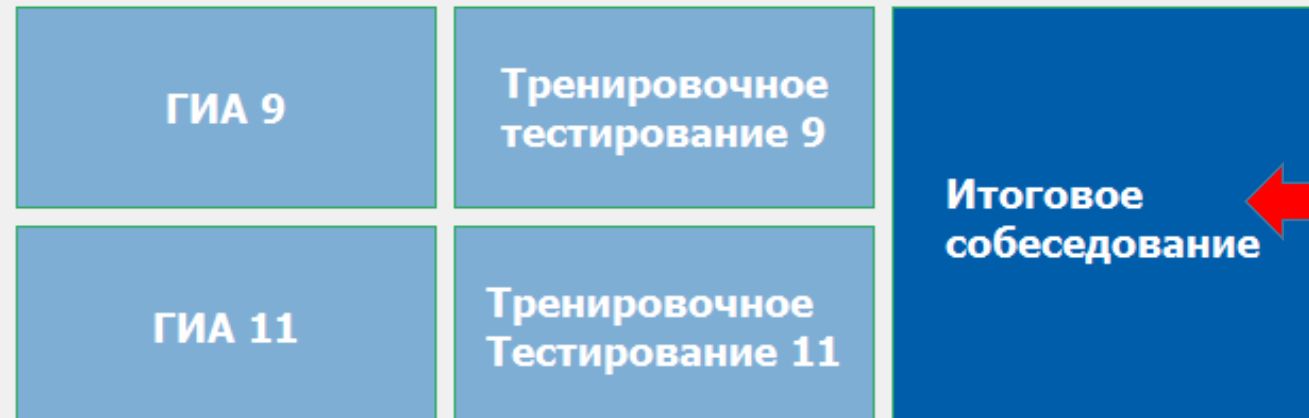 ГИА 9
Тренировочное
тестирование 9
Итоговое
собеседование
ГИА 11
Тренировочное
Тестирование 11